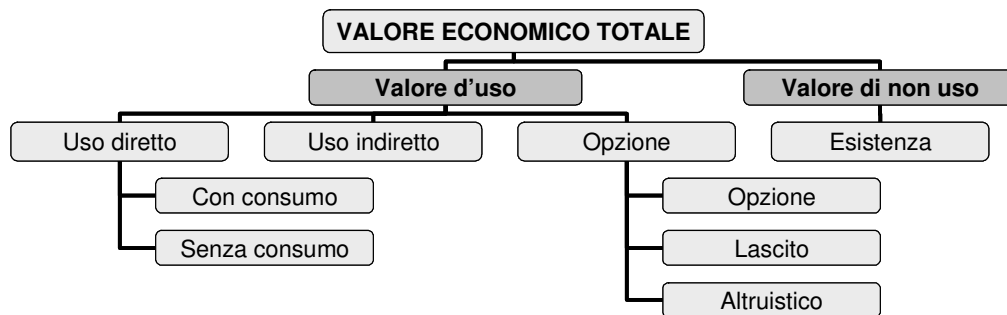 VALORE ECONOMICO TOTALE
Valore d'uso
Valore di non uso
Uso diretto
Uso indiretto
Opzione
Esistenza
Con consumo
Opzione
Senza consumo
Lascito
Altruistico